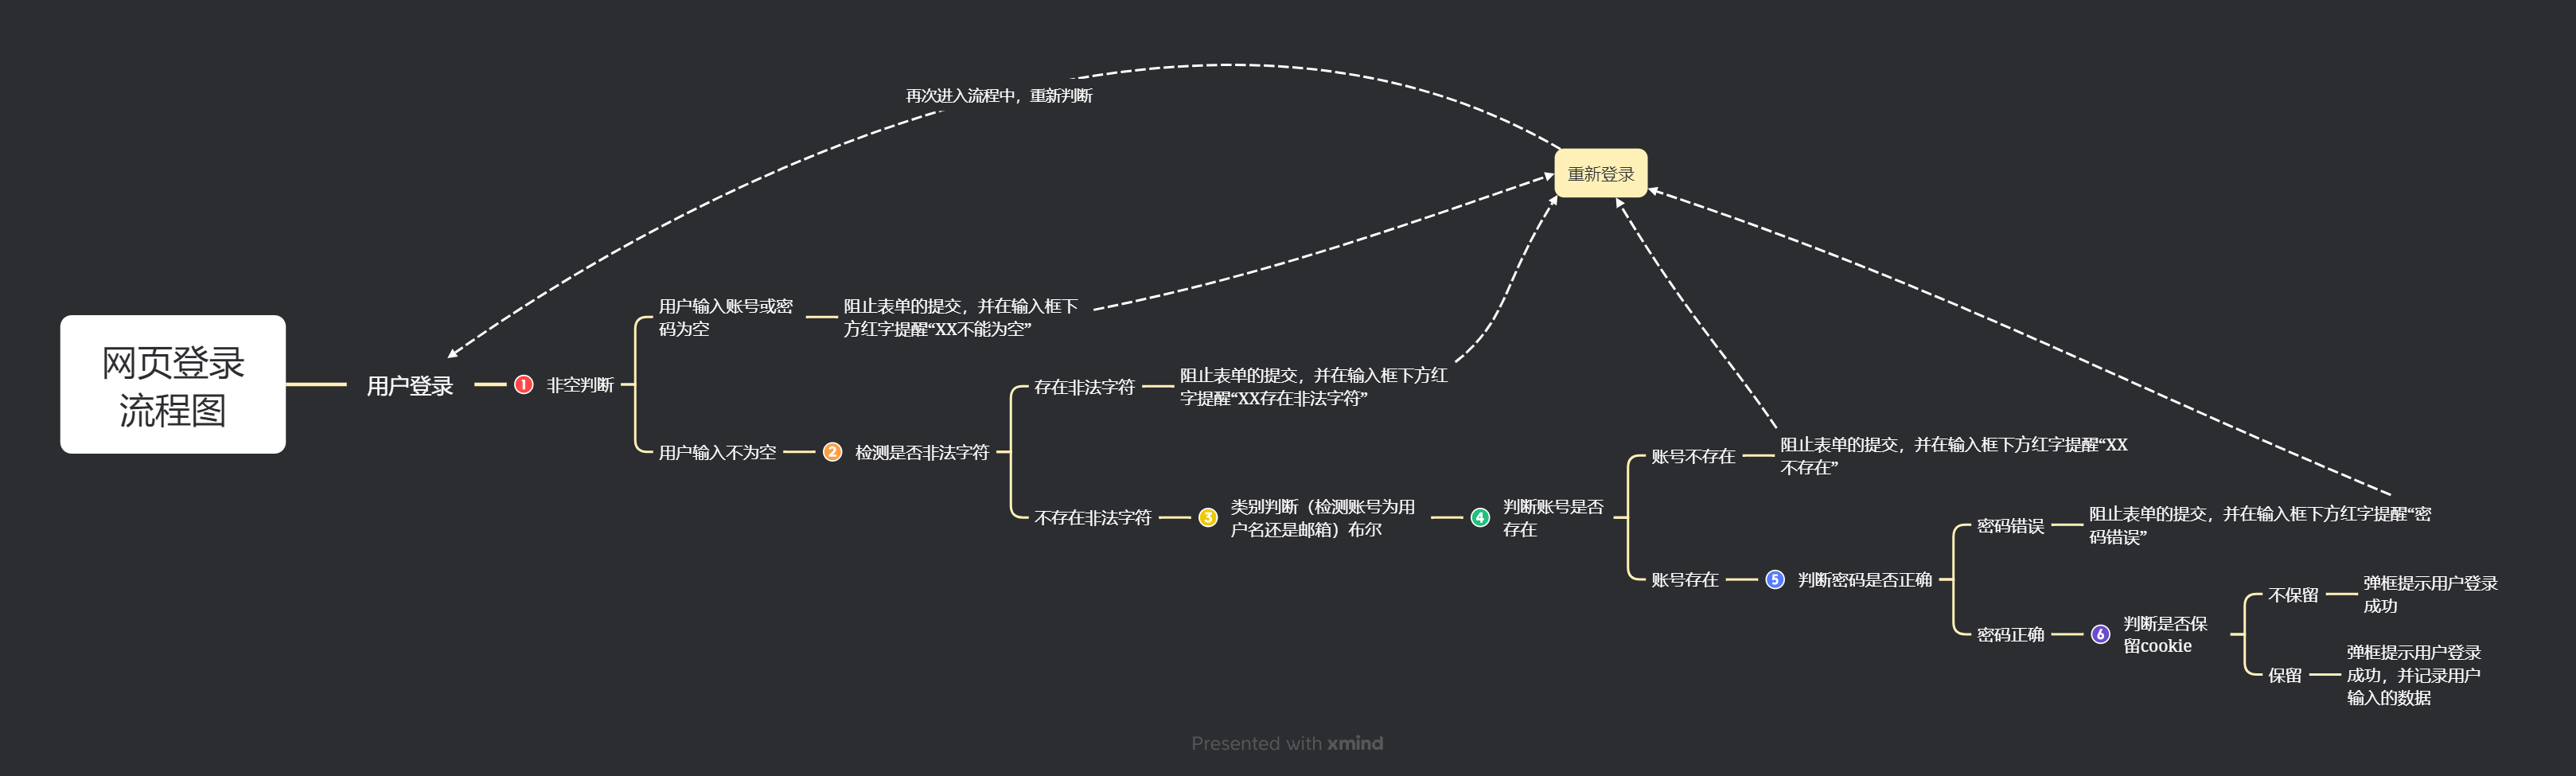 再次进入流程中，重新判断
重新登录
网页登录
流程图
用户登录
1
非空判断
用户输入账号或密
码为空
阻止表单的提交，并在输入框下
方红字提醒“XX不能为空”
用户输入不为空
2
检测是否非法字符
存在非法字符
阻止表单的提交，并在输入框下方红
字提醒“XX存在非法字符”
不存在非法字符
3
类别判断（检测账号为用
户名还是邮箱）布尔
4
判断账号是否
存在
账号不存在
阻止表单的提交，并在输入框下方红字提醒“XX
不存在”
账号存在
5
判断密码是否正确
密码错误
阻止表单的提交，并在输入框下方红字提醒“密
码错误”
密码正确
6
判断是否保
留cookie
不保留
弹框提示用户登录
成功
保留
弹框提示用户登录
成功，并记录用户
输入的数据
Presented with xmind